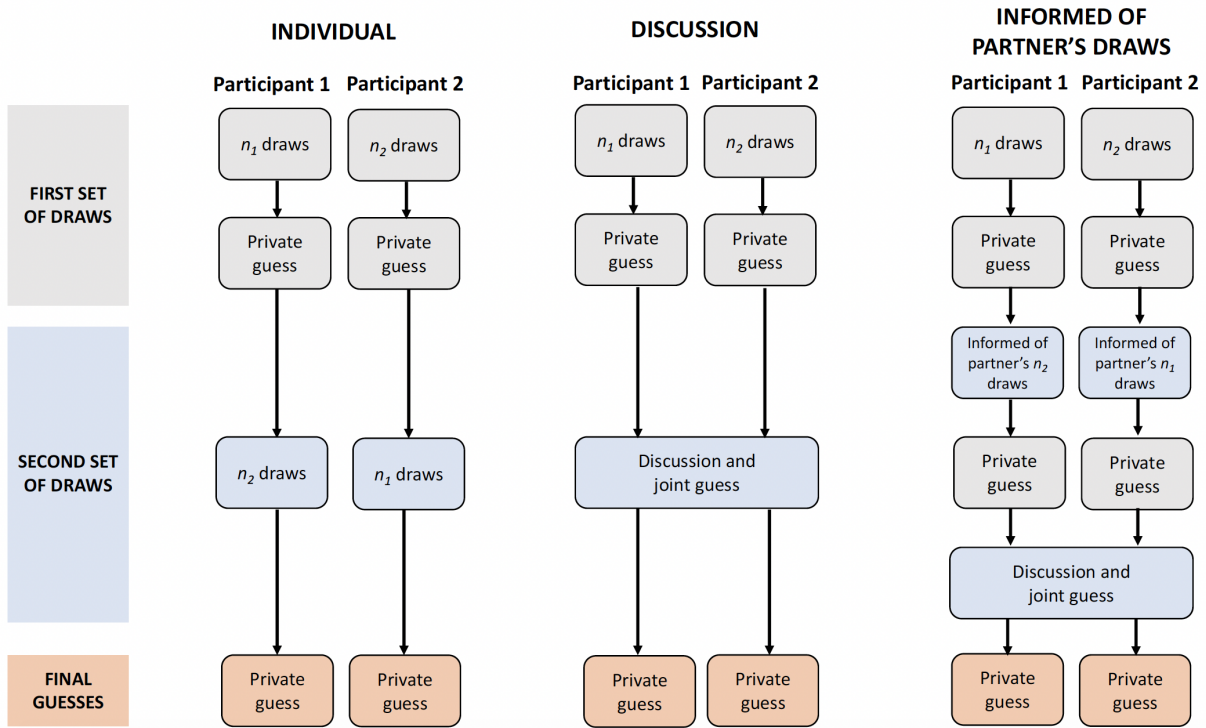 INDIVIDUAL
DISCUSSION
INFORMED OF
PARTNER'S DRAWS
Participant 1
Participant 2
Participant 1
Participant 2
Participant 1
Participant 2
FIRST SET
OF DRAWS
n1 draws
n2 draws
n1 draws
n2 draws
n1 draws
n2 draws
Private
guess
Private
guess
Private
guess
Private
guess
Private
guess
Private
guess
SECOND SET
OF DRAWS
Informed of
partner's n2
draws
Informed of
partner's n1
draws
n2 draws
n1 draws
Discussion and
joint guess
Private
guess
Private
guess
Discussion and
joint guess
FINAL
GUESSES
Private
guess
Private
guess
Private
guess
Private
guess
Private
guess
Private
guess